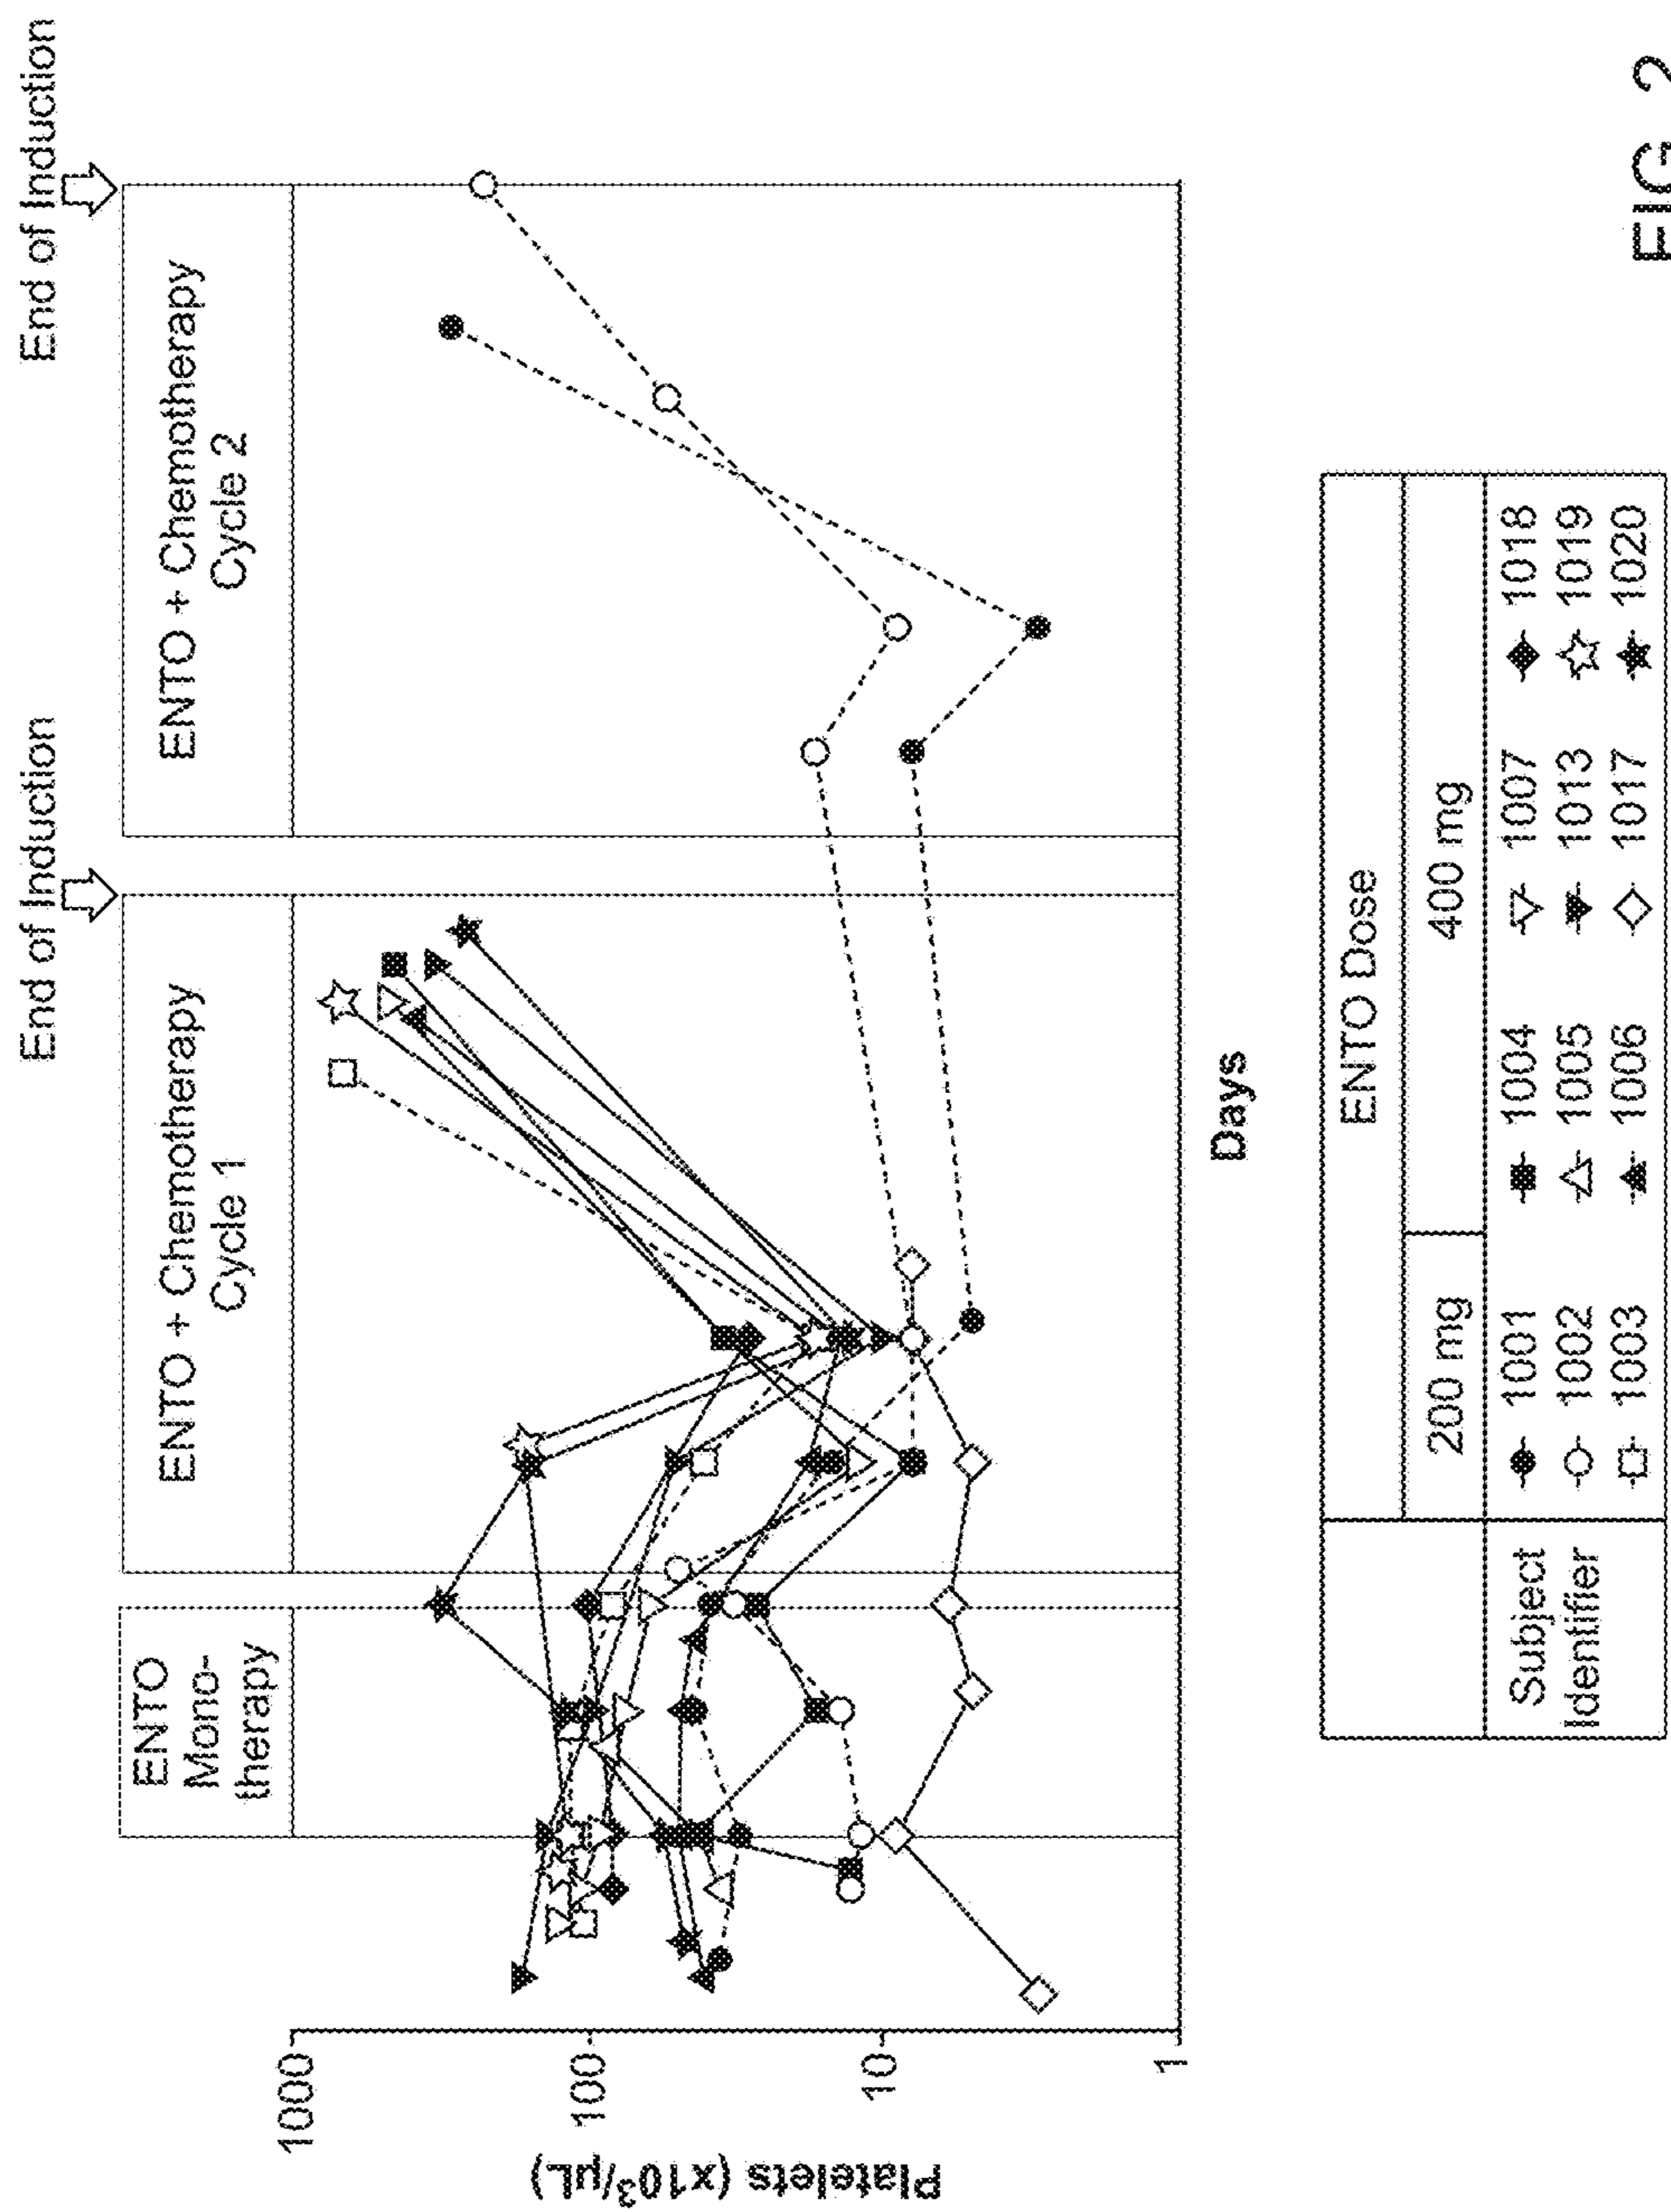 End of Induction
End of Induction
ENTO
Mono-
therapy
ENTO + Chemotherapy
Cycle 1
ENTO + Chemotherapy
Cycle 2
1000
100
10
1
Platelets (x10³/µL)
Days
ENTO Dose
200 mg
400 mg
Subject
Identifier
1001
1004
1007
1018
1002
1005
1013
1019
1003
1006
1017
1020
FIG. 2